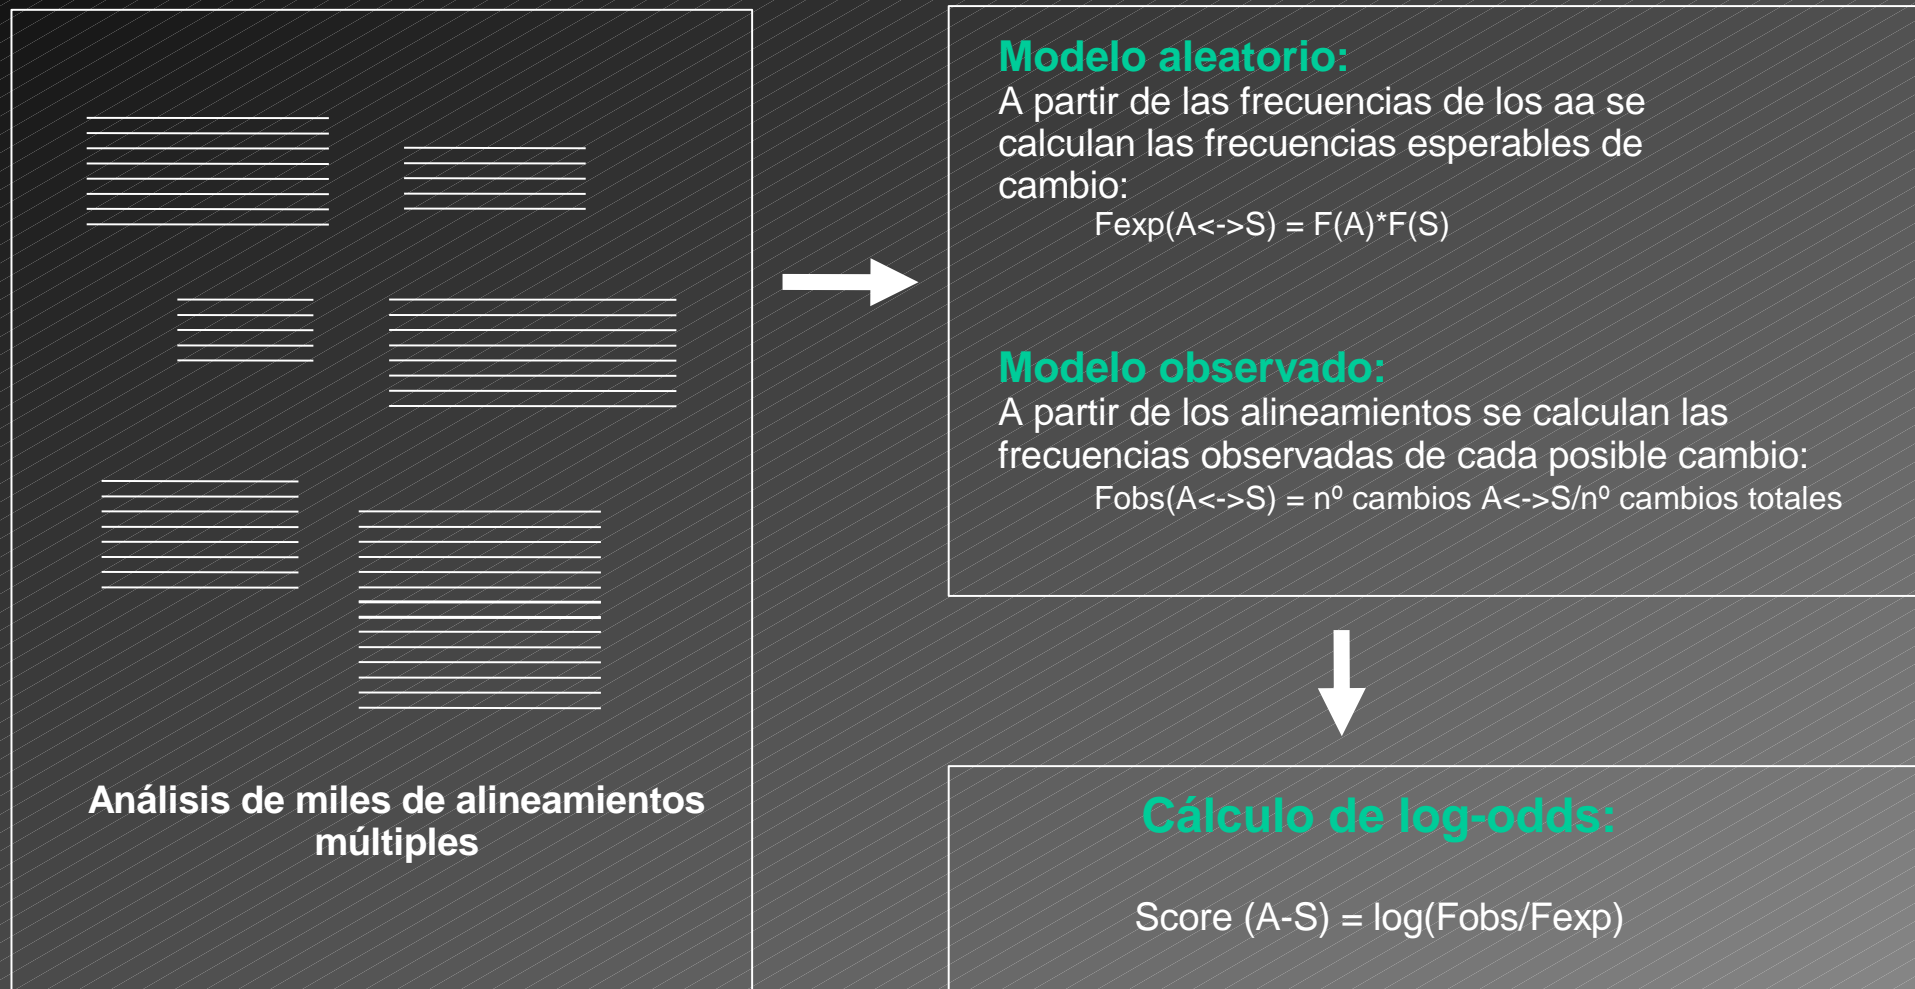 Análisis de miles de alineamientos
múltiples
Modelo aleatorio:
A partir de las frecuencias de los aa se
calculan las frecuencias esperables de
cambio:
Fexp(A<->S) = F(A)*F(S)
Modelo observado:
A partir de los alineamientos se calculan las
frecuencias observadas de cada posible cambio:
Fobs(A<->S) = nº cambios A<->S/nº cambios totales
Cálculo de log-odds:
Score (A-S) = log(Fobs/Fexp)